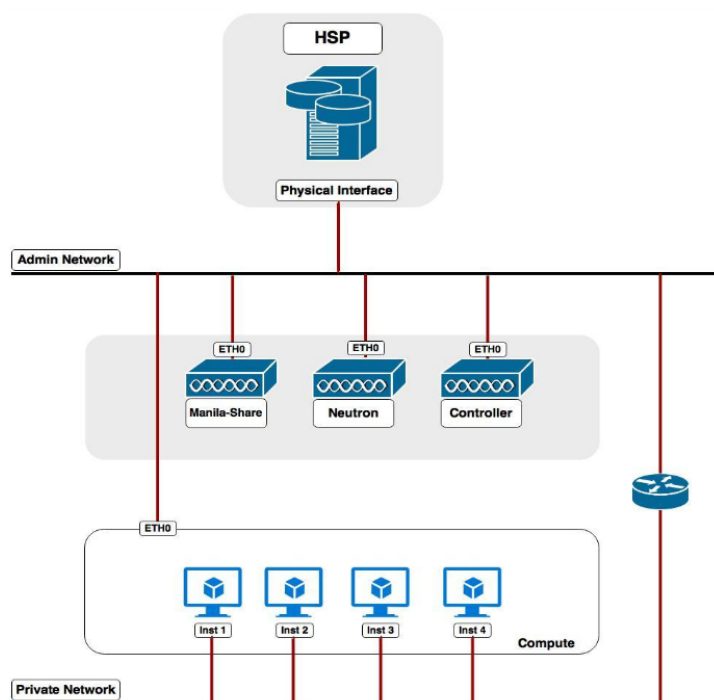 HSP
Physical Interface
Admin Network
ETH0
ETH0
ETH0
Manila-Share
Neutron
Controller
ETH0
Inst 1
Inst 2
Inst 3
Inst 4
Compute
Private Network